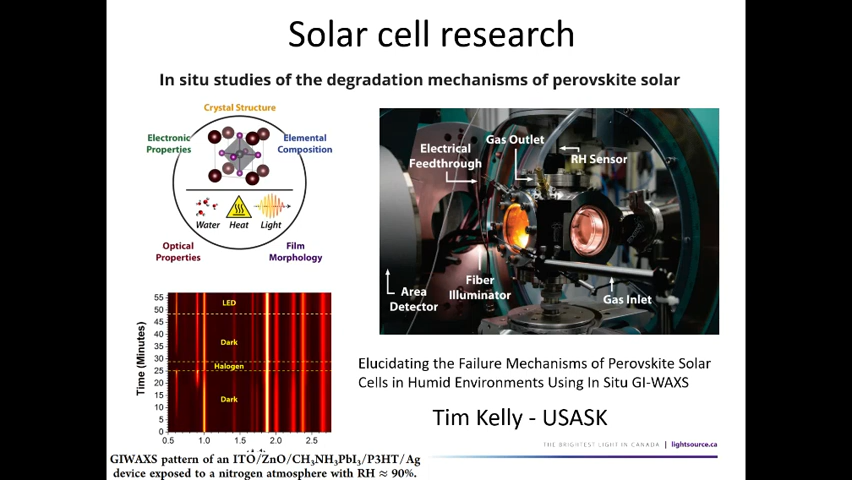 Solar cell research
In situ studies of the degradation mechanisms of perovskite solar
Crystal Structure
Electronic
Properties
Elemental
Composition
Water
Heat
Light
Optical
Properties
Film
Morphology
Electrical
Feedthrough
Gas Outlet
RH Sensor
Area
Detector
Fiber
Illuminator
Gas Inlet
Time (Minutes)
55
50
45
40
35
30
25
20
15
10
5
0
LED
Dark
Halogen
Dark
0.5 1.0 1.5 2.0 2.5
GIWAXS pattern of an ITO/ZnO/CH₃NH₃PbI₃/P3HT/Ag
device exposed to a nitrogen atmosphere with RH ≈ 90%.
Elucidating the Failure Mechanisms of Perovskite Solar
Cells in Humid Environments Using In Situ GI-WAXS
Tim Kelly - USASK
THE BRIGHTEST LIGHT IN CANADA | lightsource.ca